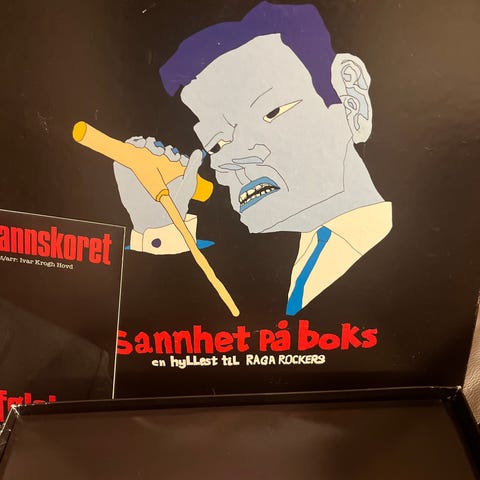 annskoret
/arr: Ivar Krogh Hovd
sannhet på boks
en hyllest til RAGA ROCKERS